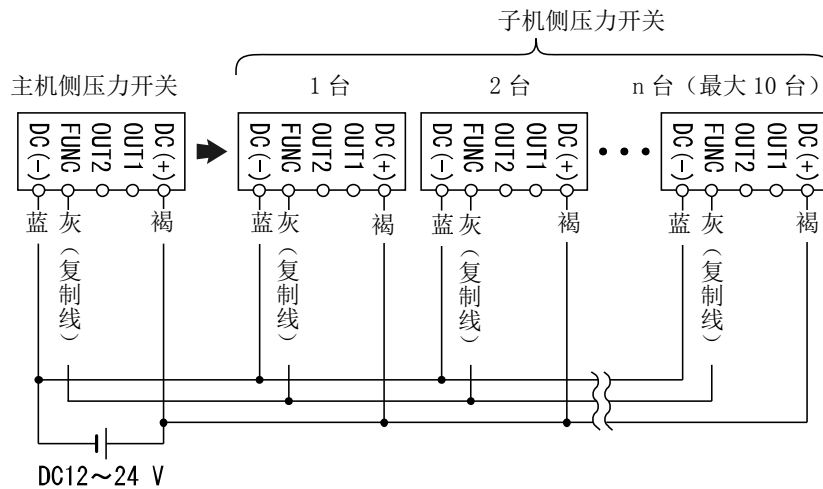 子机侧压力开关
主机侧压力开关
1 台
2 台
n 台（最大 10 台）
DC(-) FUNC OUT2 OUT1 DC(+)
DC(-) FUNC OUT2 OUT1 DC(+)
DC(-) FUNC OUT2 OUT1 DC(+)
DC(-) FUNC OUT2 OUT1 DC(+)
蓝 灰（复制线） 褐
蓝 灰（复制线） 褐
蓝 灰（复制线） 褐
蓝 灰（复制线） 褐
DC12～24 V